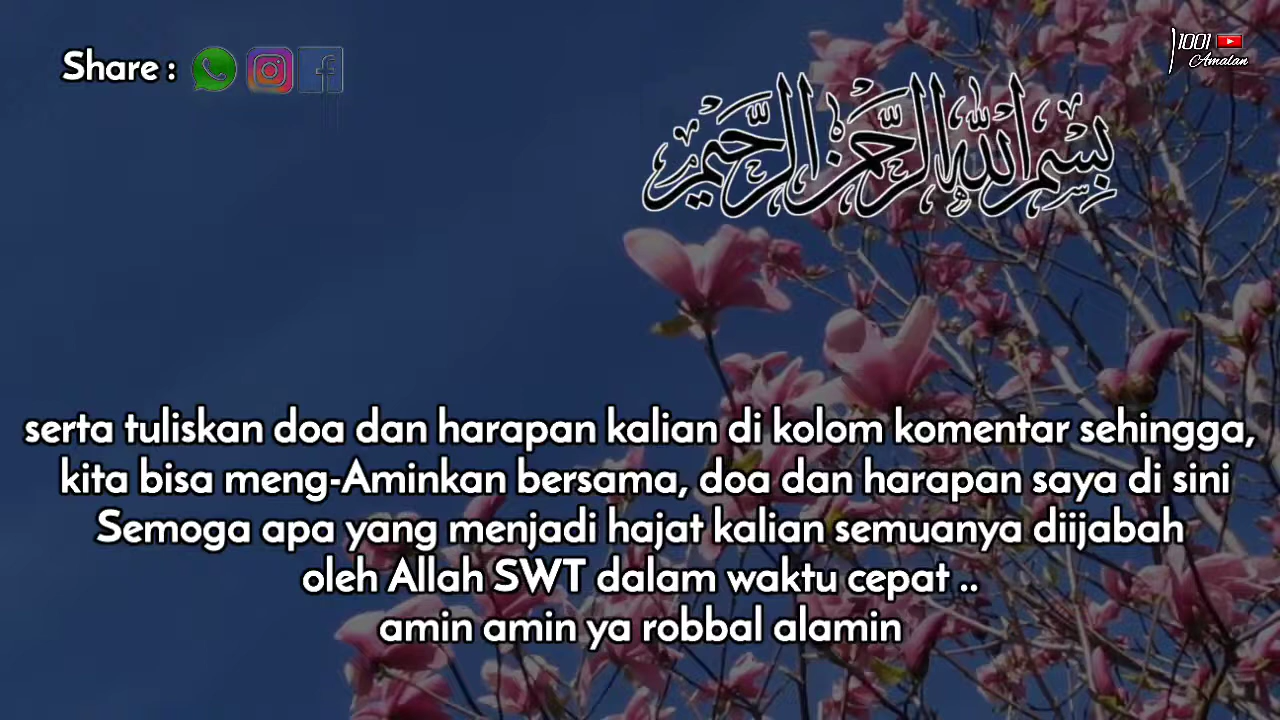 Share :
1001
Amalan
بِسْمِ اللهِ الرَّحْمٰنِ الرَّحِيْمِ
serta tuliskan doa dan harapan kalian di kolom komentar sehingga,
kita bisa meng-Aminkan bersama, doa dan harapan saya di sini
Semoga apa yang menjadi hajat kalian semuanya diijabah
oleh Allah SWT dalam waktu cepat ..
amin amin ya robbal alamin